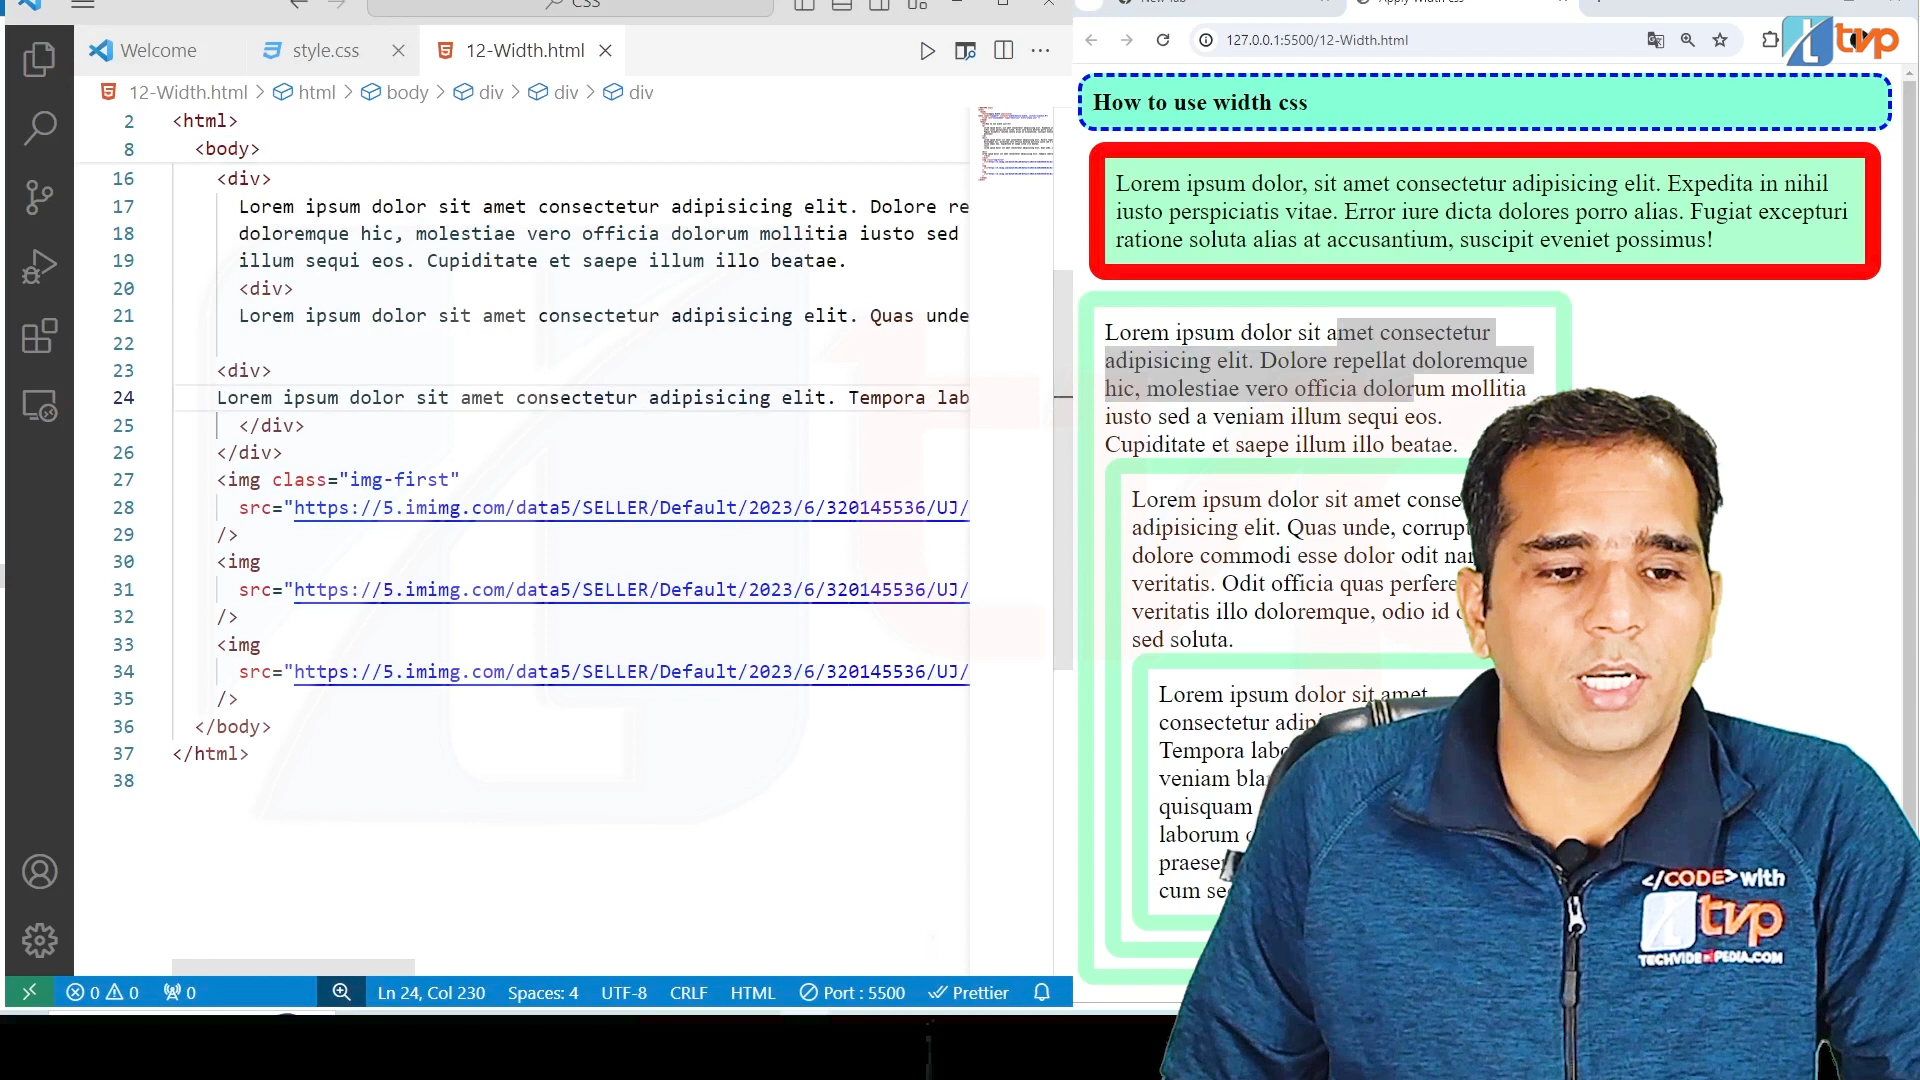 Welcome
style.css
12-Width.html
12-Width.html > html > body > div > div > div
2 <html>
8 <body>
16 <div>
17 Lorem ipsum dolor sit amet consectetur adipisicing elit. Dolore re
18 doloremque hic, molestiae vero officia dolorum mollitia iusto sed
19 illum sequi eos. Cupiditate et saepe illum illo beatae.
20 <div>
21 Lorem ipsum dolor sit amet consectetur adipisicing elit. Quas unde
22
23 <div>
24 Lorem ipsum dolor sit amet consectetur adipisicing elit. Tempora lab
25 </div>
26 </div>
27 <img class="img-first"
28 src="https://5.imimg.com/data5/SELLER/Default/2023/6/320145536/UJ/
29 />
30 <img
31 src="https://5.imimg.com/data5/SELLER/Default/2023/6/320145536/UJ/
32 />
33 <img
34 src="https://5.imimg.com/data5/SELLER/Default/2023/6/320145536/UJ/
35 />
36 </body>
37 </html>
38
0 0 0
Ln 24, Col 230 Spaces: 4 UTF-8 CRLF HTML Port : 5500 Prettier
127.0.0.1:5500/12-Width.html
tvp
How to use width css
Lorem ipsum dolor, sit amet consectetur adipisicing elit. Expedita in nihil
iusto perspiciatis vitae. Error iure dicta dolores porro alias. Fugiat excepturi
ratione soluta alias at accusantium, suscipit eveniet possimus!
Lorem ipsum dolor sit amet consectetur
adipisicing elit. Dolore repellat doloremque
hic, molestiae vero officia dolorum mollitia
iusto sed a veniam illum sequi eos.
Cupiditate et saepe illum illo beatae.
Lorem ipsum dolor sit amet conse
adipisicing elit. Quas unde, corrup
dolore commodi esse dolor odit nar
veritatis. Odit officia quas perfere
veritatis illo doloremque, odio id
sed soluta.
Lorem ipsum dolor sit amet
consectetur adipi
Tempora labo
veniam bla
quisquam
laborum
praese
cum se
</CODE>with
tvp
TECHVIDEOPEDIA.COM